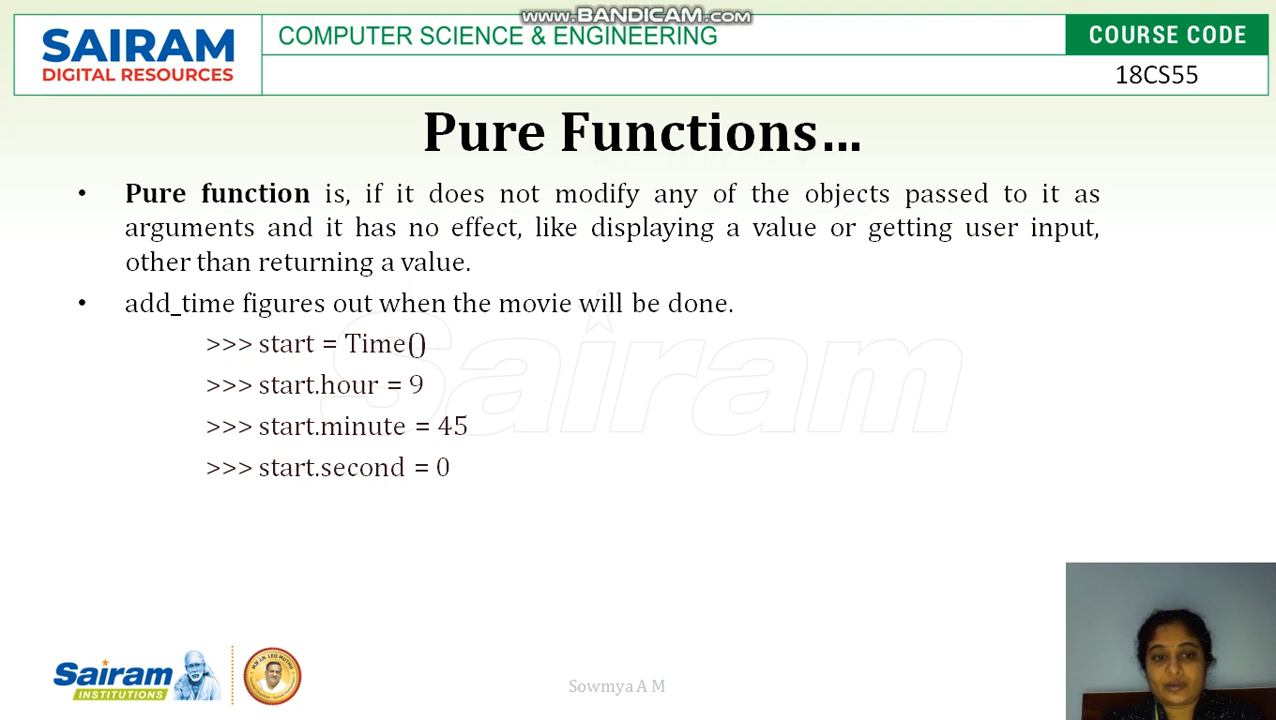 www.BANDICAM.com
SAIRAM
DIGITAL RESOURCES
COMPUTER SCIENCE & ENGINEERING
COURSE CODE
18CS55
Pure Functions...
• Pure function is, if it does not modify any of the objects passed to it as
arguments and it has no effect, like displaying a value or getting user input,
other than returning a value.
• add_time figures out when the movie will be done.
>>> start = Time()
>>> start.hour = 9
>>> start.minute = 45
>>> start.second = 0
Sairam
Sairam
INSTITUTIONS
Sowmya A M